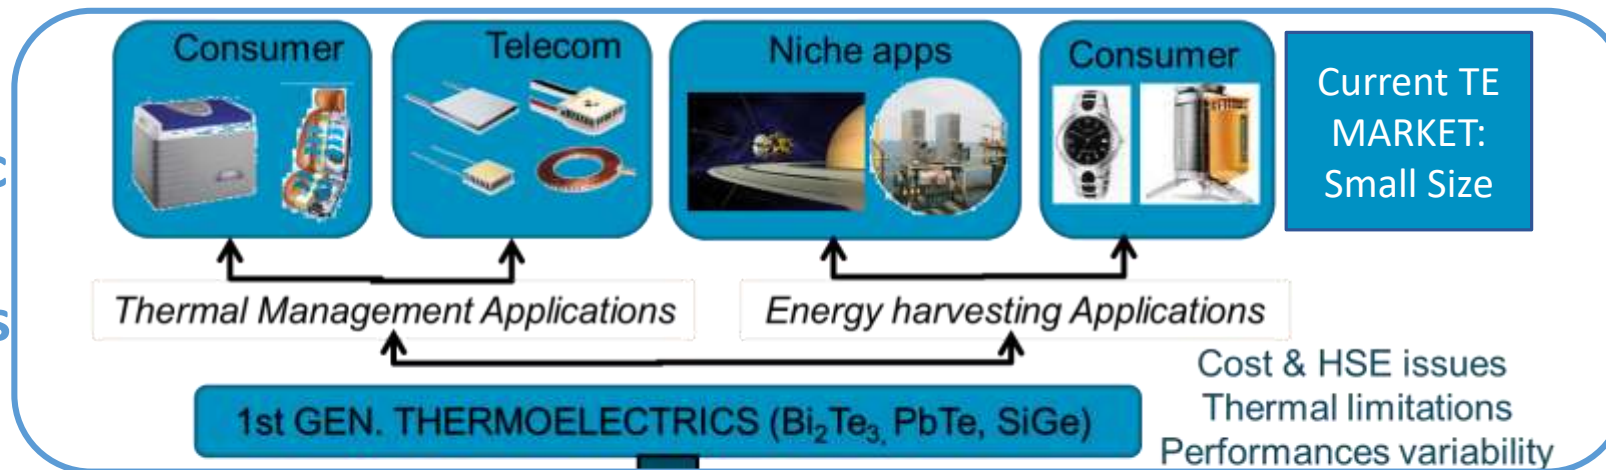 Consumer
Telecom
Niche apps
Consumer
Current TE
MARKET:
Small Size
Thermal Management Applications
Energy harvesting Applications
Cost & HSE issues
Thermal limitations
Performances variability
1st GEN. THERMOELECTRICS (Bi₂Te₃, PbTe, SiGe)